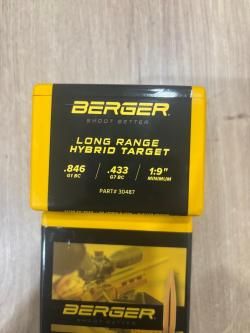 BERGER
SHOOT BETTER
LONG RANGE
HYBRID TARGET
.846 .433 1:9"
G1 BC G7 BC MINIMUM
PART# 30487
BERGER